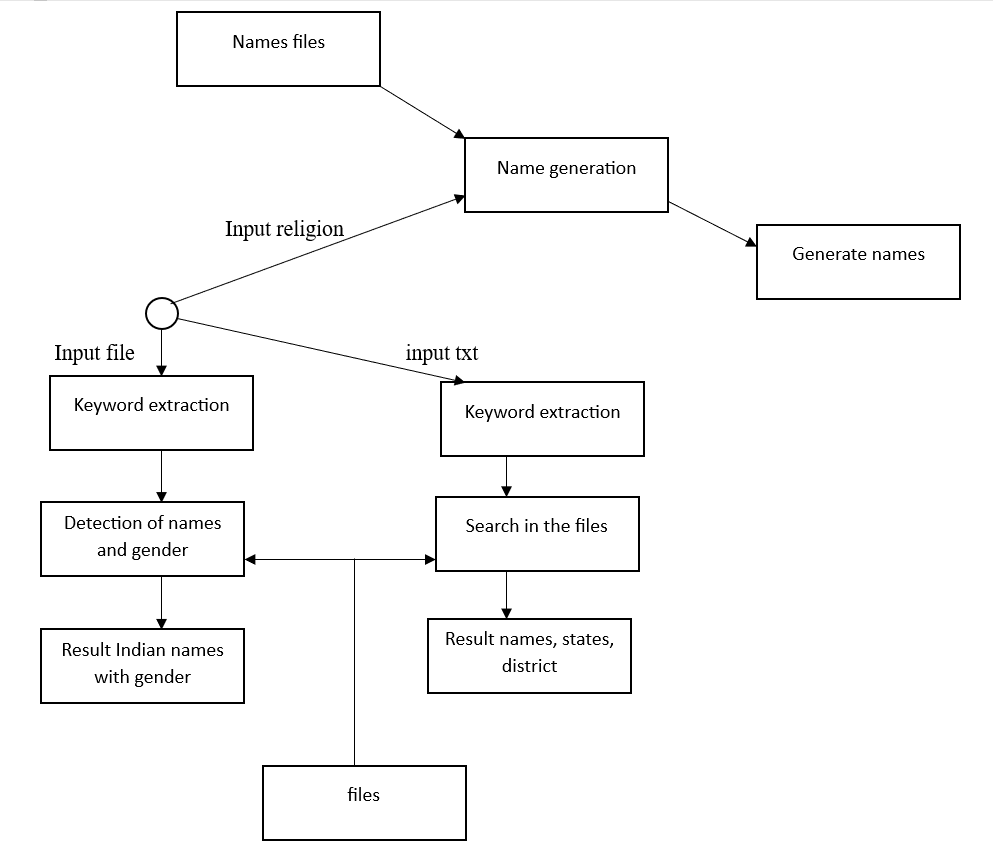 Names files
Name generation
Input religion
Generate names
Input file
input txt
Keyword extraction
Keyword extraction
Detection of names
and gender
Search in the files
Result Indian names
with gender
Result names, states,
district
files